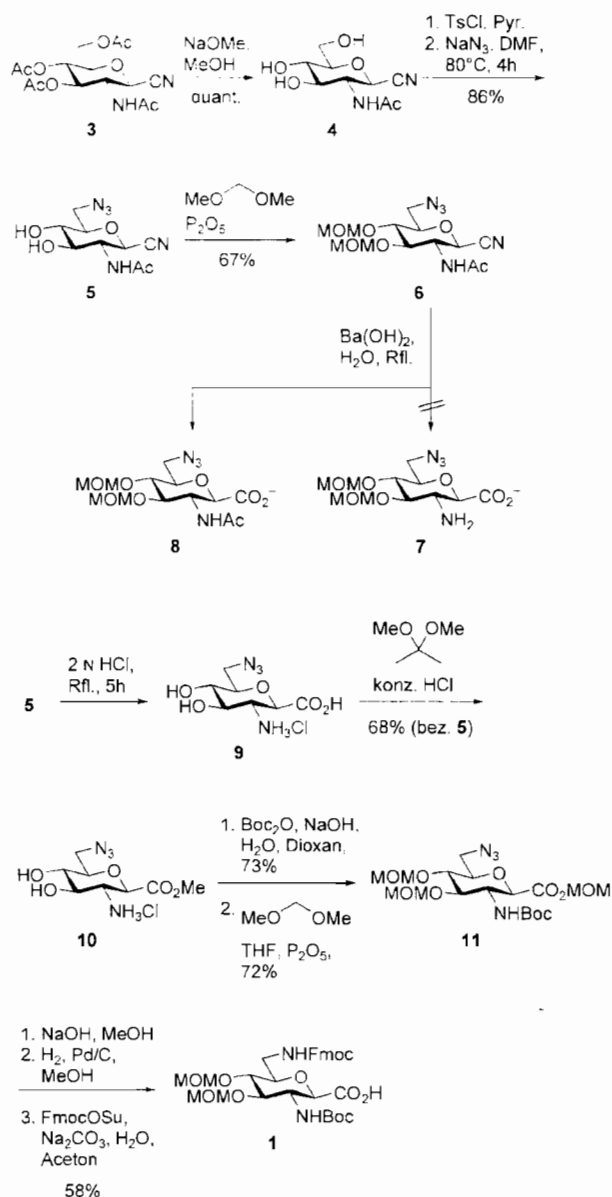 OAc
AcO
AcO
O
CN
NHAc
3
NaOMe,
MeOH
quant.
OH
HO
HO
O
CN
NHAc
4
1. TsCl, Pyr.
2. NaN3, DMF,
80°C, 4h
86%
N3
HO
HO
O
CN
NHAc
5
MeO OMe
P2O5
67%
N3
MOMO
MOMO
O
CN
NHAc
6
Ba(OH)2,
H2O, Rfl.
N3
MOMO
MOMO
O
CO2−
NHAc
8
N3
MOMO
MOMO
O
CO2−
NH2
7
5
2 N HCl,
Rfl., 5h
N3
HO
HO
O
CO2H
NH3Cl
9
MeO OMe
konz. HCl
68% (bez. 5)
N3
HO
HO
O
CO2Me
NH3Cl
10
1. Boc2O, NaOH,
H2O, Dioxan,
73%
2.
MeO OMe
THF, P2O5,
72%
N3
MOMO
MOMO
O
CO2MOM
NHBoc
11
1. NaOH, MeOH
2. H2, Pd/C,
MeOH
3. FmocOSu,
Na2CO3, H2O,
Aceton
58%
NHFmoc
MOMO
MOMO
O
CO2H
NHBoc
1